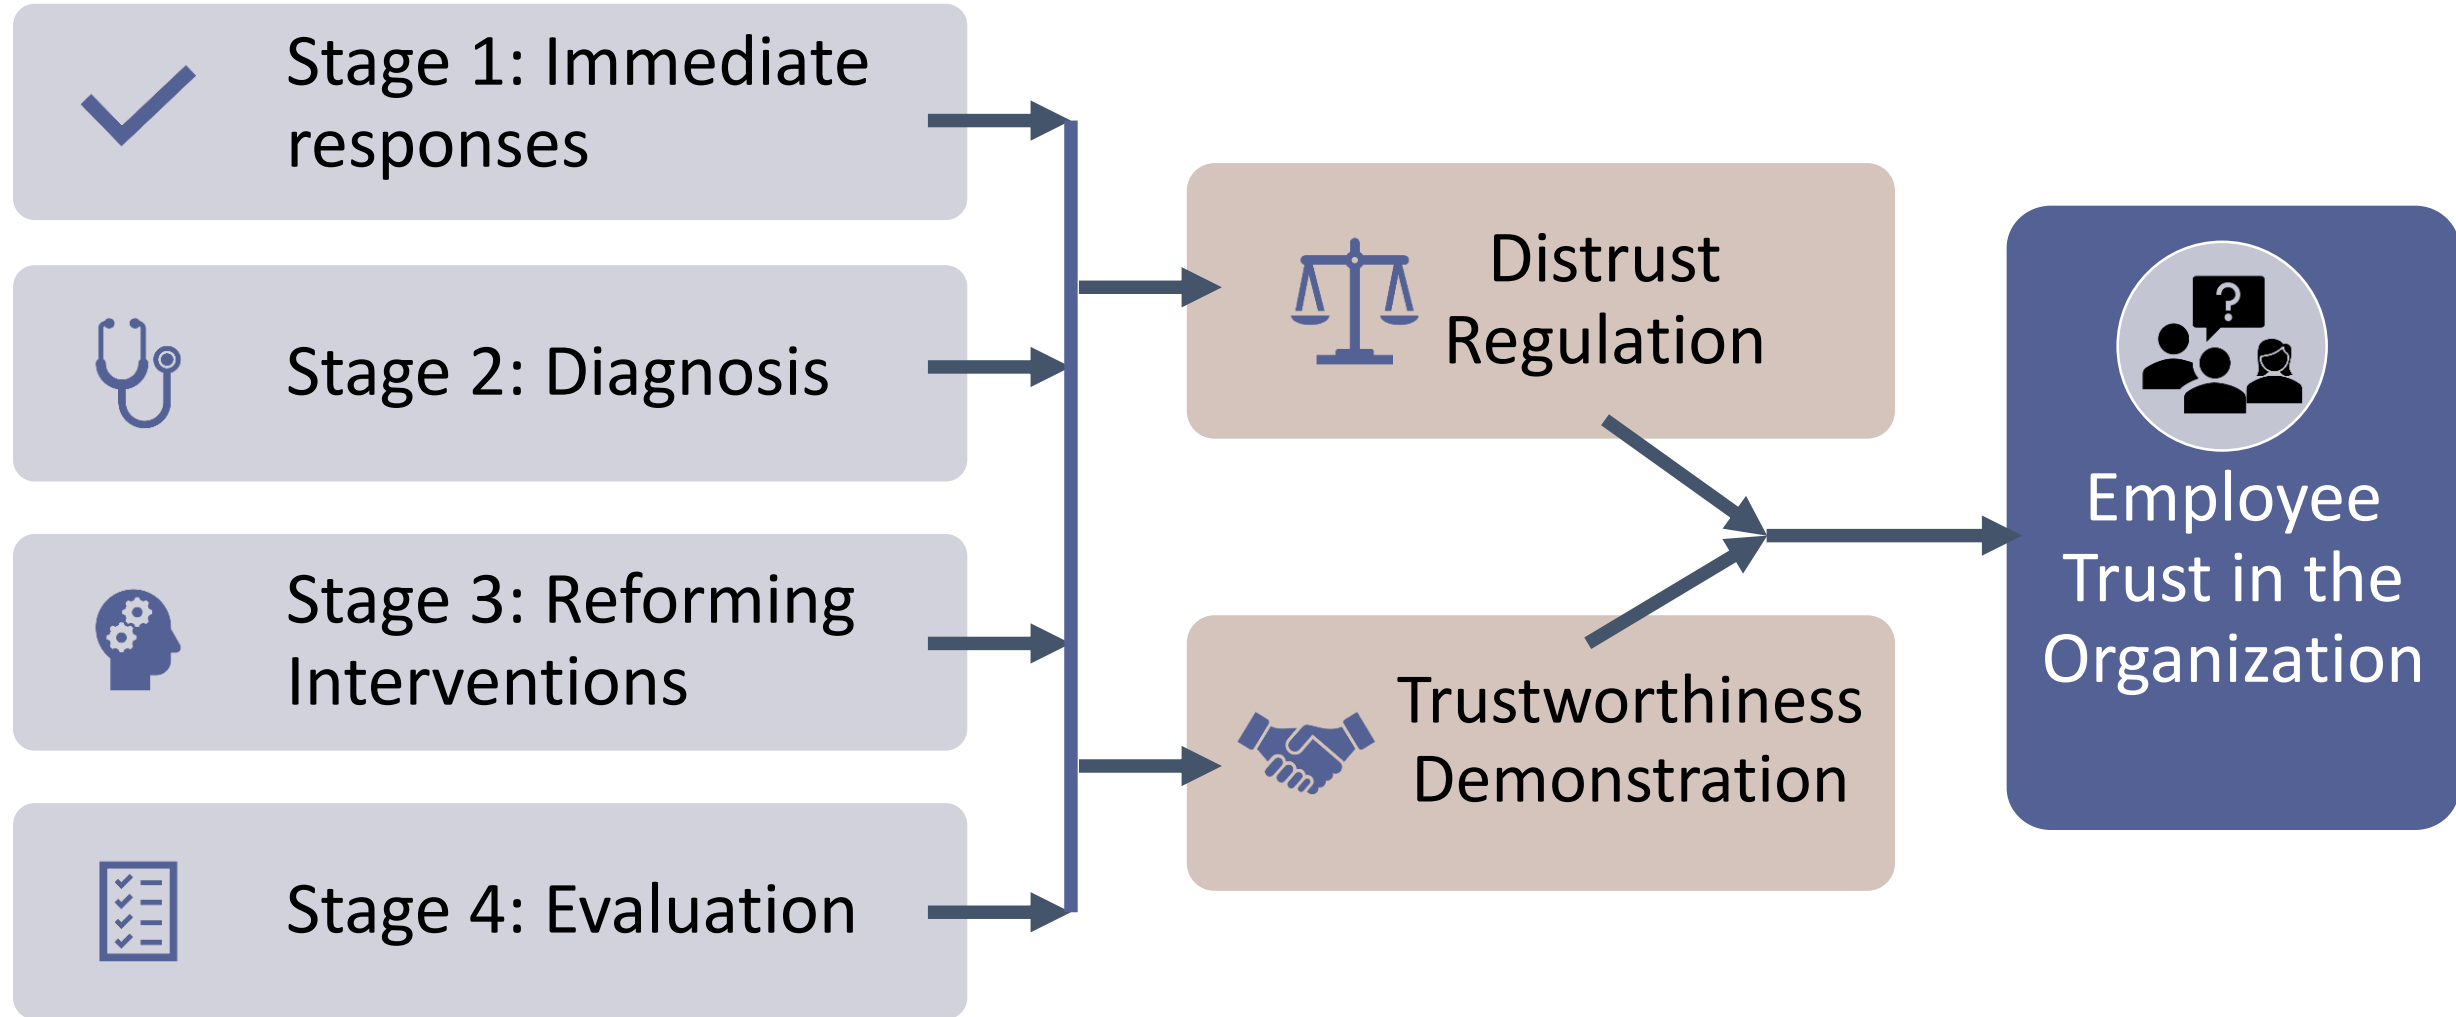 Stage 1: Immediate
responses
Stage 2: Diagnosis
Stage 3: Reforming
Interventions
Stage 4: Evaluation
Distrust
Regulation
Trustworthiness
Demonstration
?
Employee
Trust in the
Organization